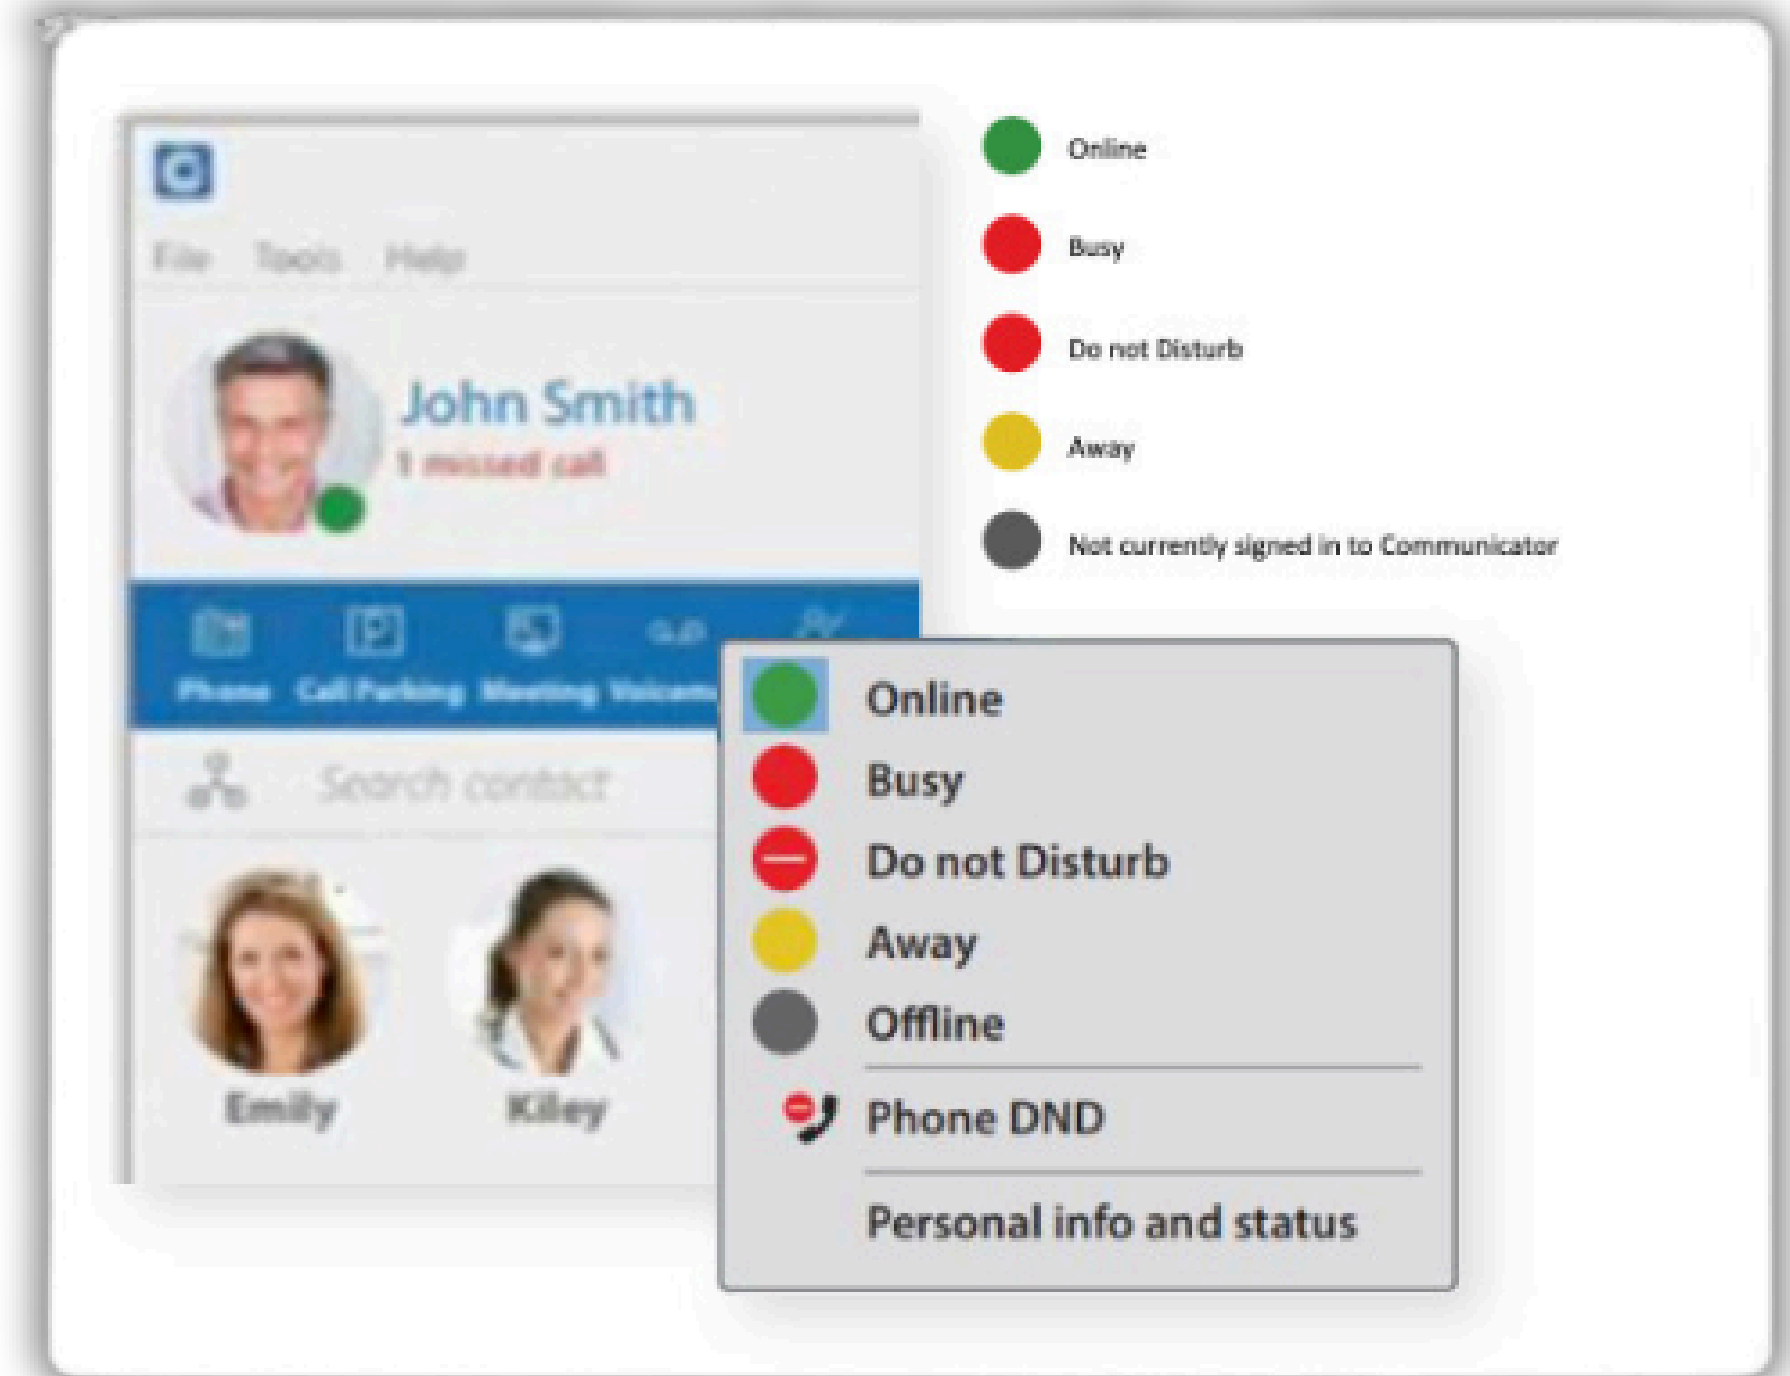 File Tools Help
John Smith
1 missed call
Phone Call Parking Meeting Voicem
Search contact
Emily Kiley
Online
Busy
Do not Disturb
Away
Not currently signed in to Communicator
Online
Busy
Do not Disturb
Away
Offline
Phone DND
Personal info and status